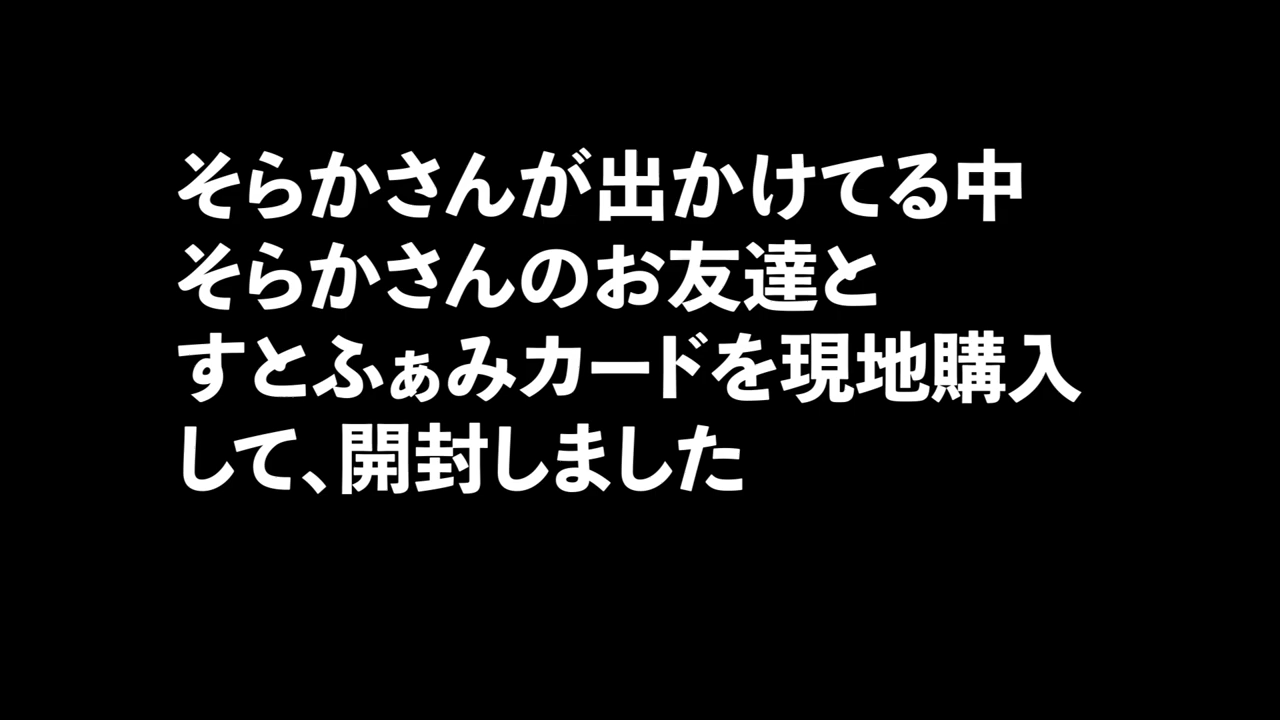 そらかさんが出かけてる中
そらかさんのお友達と
すとふぁみカードを現地購入
して、開封しました